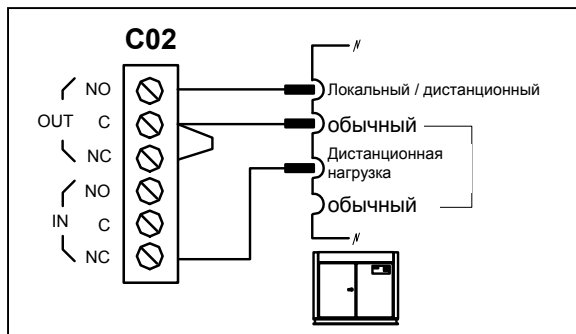 C02
NO
OUT C
NC
NO
IN C
NC
Локальный / дистанционный
обычный
Дистанционная
нагрузка
обычный